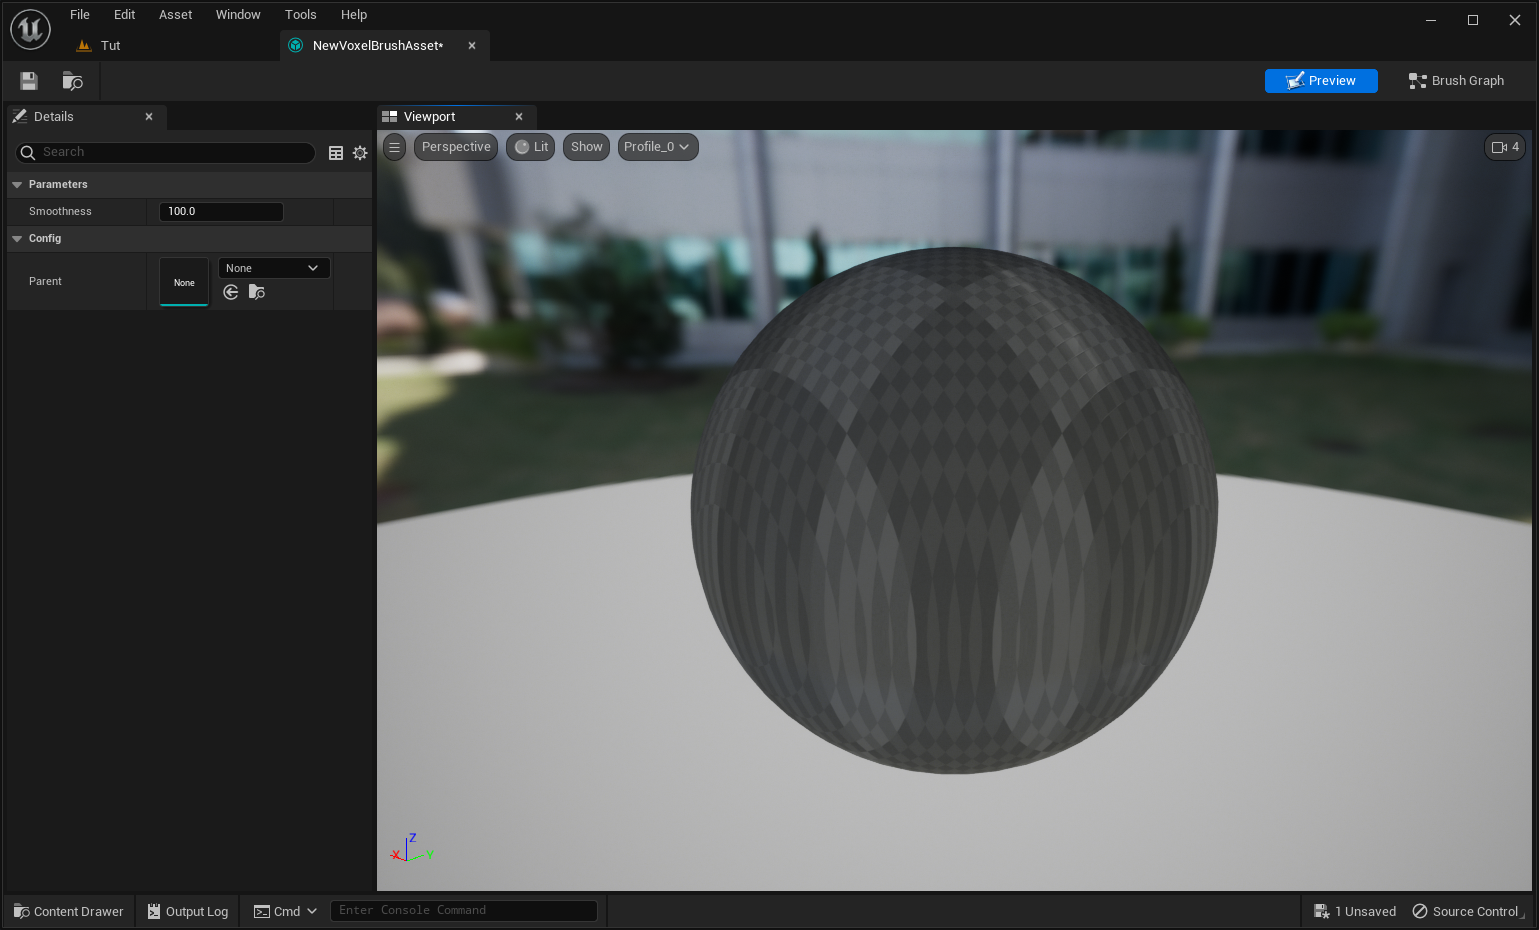 File Edit Asset Window Tools Help
Tut
NewVoxelBrushAsset*
Preview
Brush Graph
Details
Viewport
Search
Perspective
Lit
Show
Profile_0
4
Parameters
Smoothness
100.0
Config
Parent
None
None
Z
X
Y
Content Drawer
Output Log
Cmd
Enter Console Command
1 Unsaved
Source Control